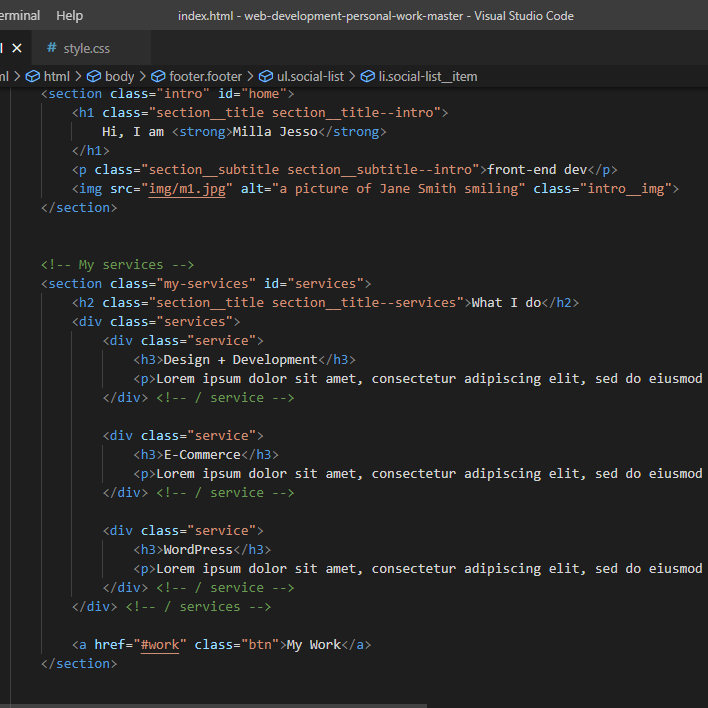 Terminal Help index.html - web-development-personal-work-master - Visual Studio Code
# style.css
html > body > footer.footer > ul.social-list > li.social-list__item
<section class="intro" id="home">
<h1 class="section__title section__title--intro">
Hi, I am <strong>Milla Jesso</strong>
</h1>
<p class="section__subtitle section__subtitle--intro">front-end dev</p>
<img src="img/m1.jpg" alt="a picture of Jane Smith smiling" class="intro__img">
</section>
<!-- My services -->
<section class="my-services" id="services">
<h2 class="section__title section__title--services">What I do</h2>
<div class="services">
<div class="service">
<h3>Design + Development</h3>
<p>Lorem ipsum dolor sit amet, consectetur adipiscing elit, sed do eiusmod
</div> <!-- / service -->
<div class="service">
<h3>E-Commerce</h3>
<p>Lorem ipsum dolor sit amet, consectetur adipiscing elit, sed do eiusmod
</div> <!-- / service -->
<div class="service">
<h3>WordPress</h3>
<p>Lorem ipsum dolor sit amet, consectetur adipiscing elit, sed do eiusmod
</div> <!-- / service -->
</div> <!-- / services -->
<a href="#work" class="btn">My Work</a>
</section>